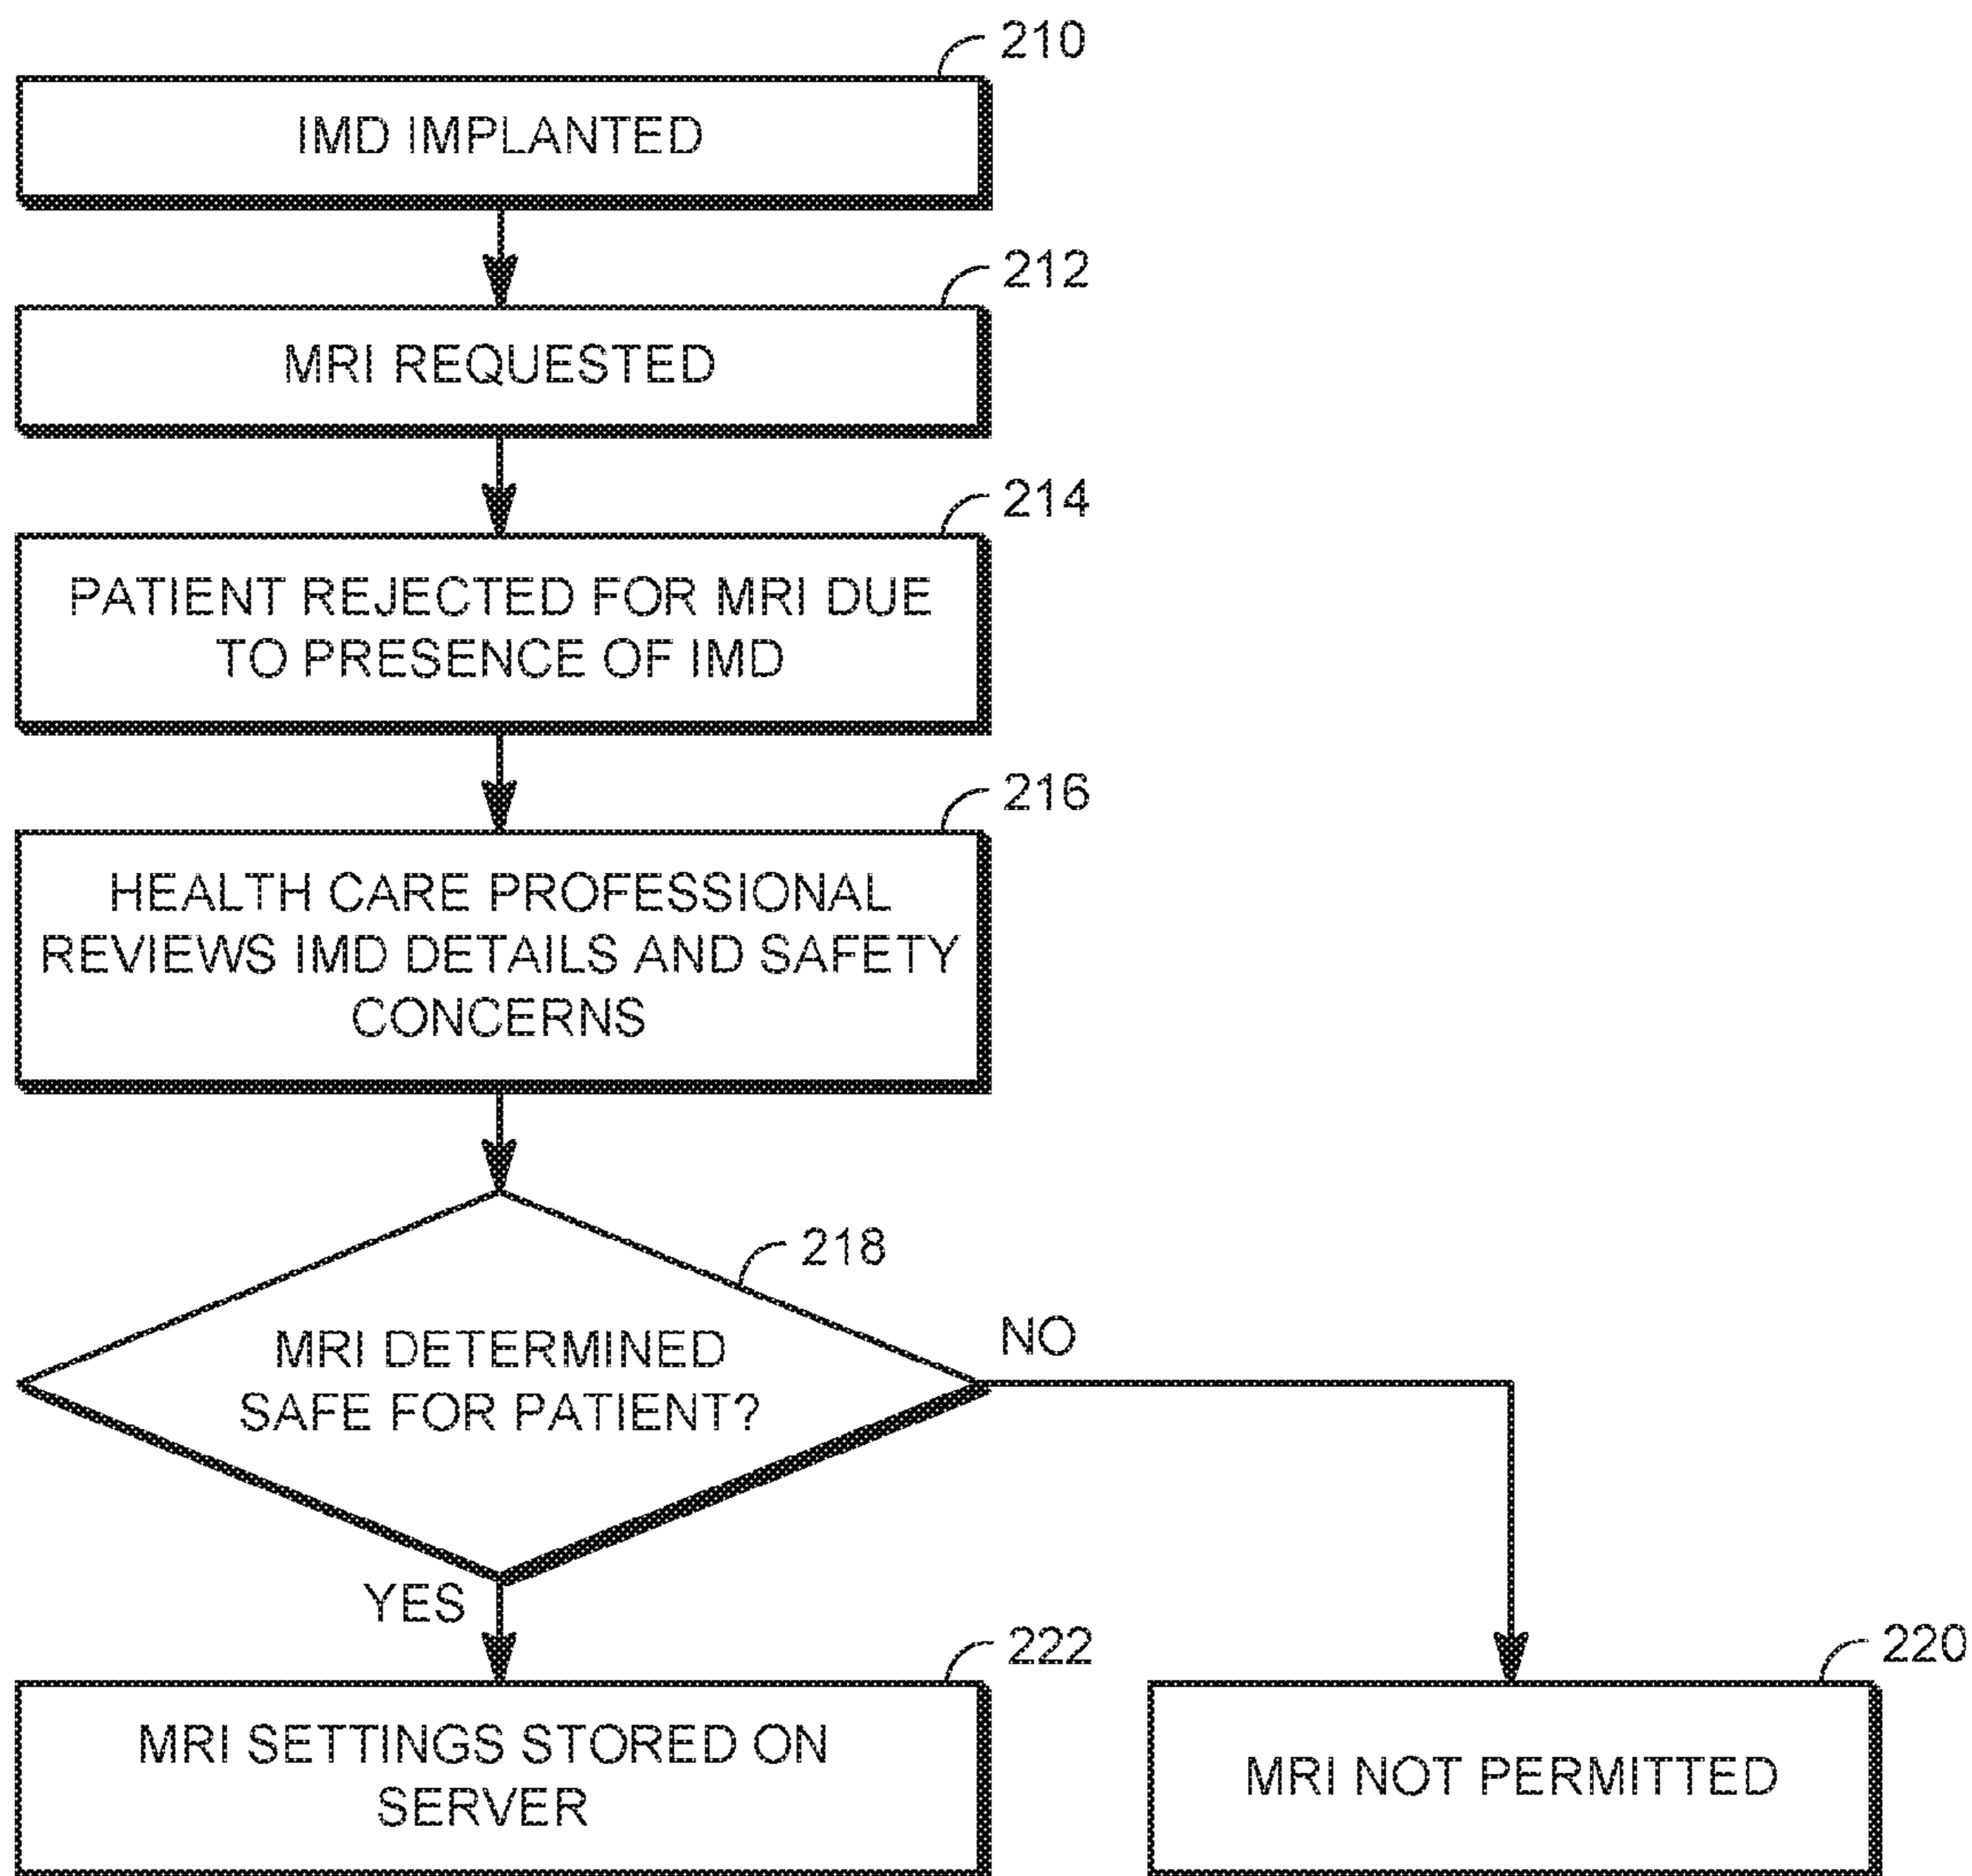 210
IMD IMPLANTED
212
MRI REQUESTED
214
PATIENT REJECTED FOR MRI DUE
TO PRESENCE OF IMD
216
HEALTH CARE PROFESSIONAL
REVIEWS IMD DETAILS AND SAFETY
CONCERNS
218
MRI DETERMINED
SAFE FOR PATIENT?
NO
YES
222
MRI SETTINGS STORED ON
SERVER
220
MRI NOT PERMITTED